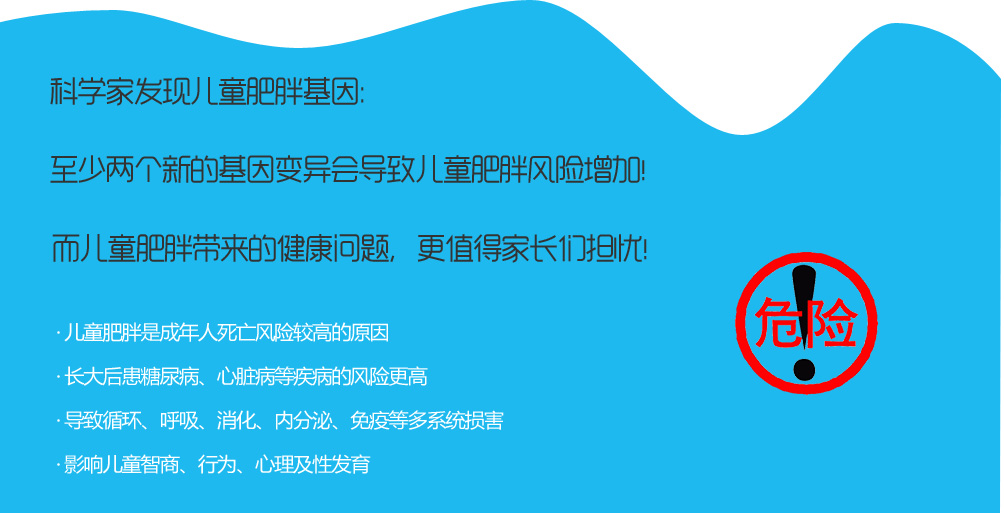 科学家发现儿童肥胖基因:
至少两个新的基因变异会导致儿童肥胖风险增加!
而儿童肥胖带来的健康问题，更值得家长们担忧!
·儿童肥胖是成年人死亡风险较高的原因
·长大后患糖尿病、心脏病等疾病的风险更高
·导致循环、呼吸、消化、内分泌、免疫等多系统损害
·影响儿童智商、行为、心理及性发育
危险